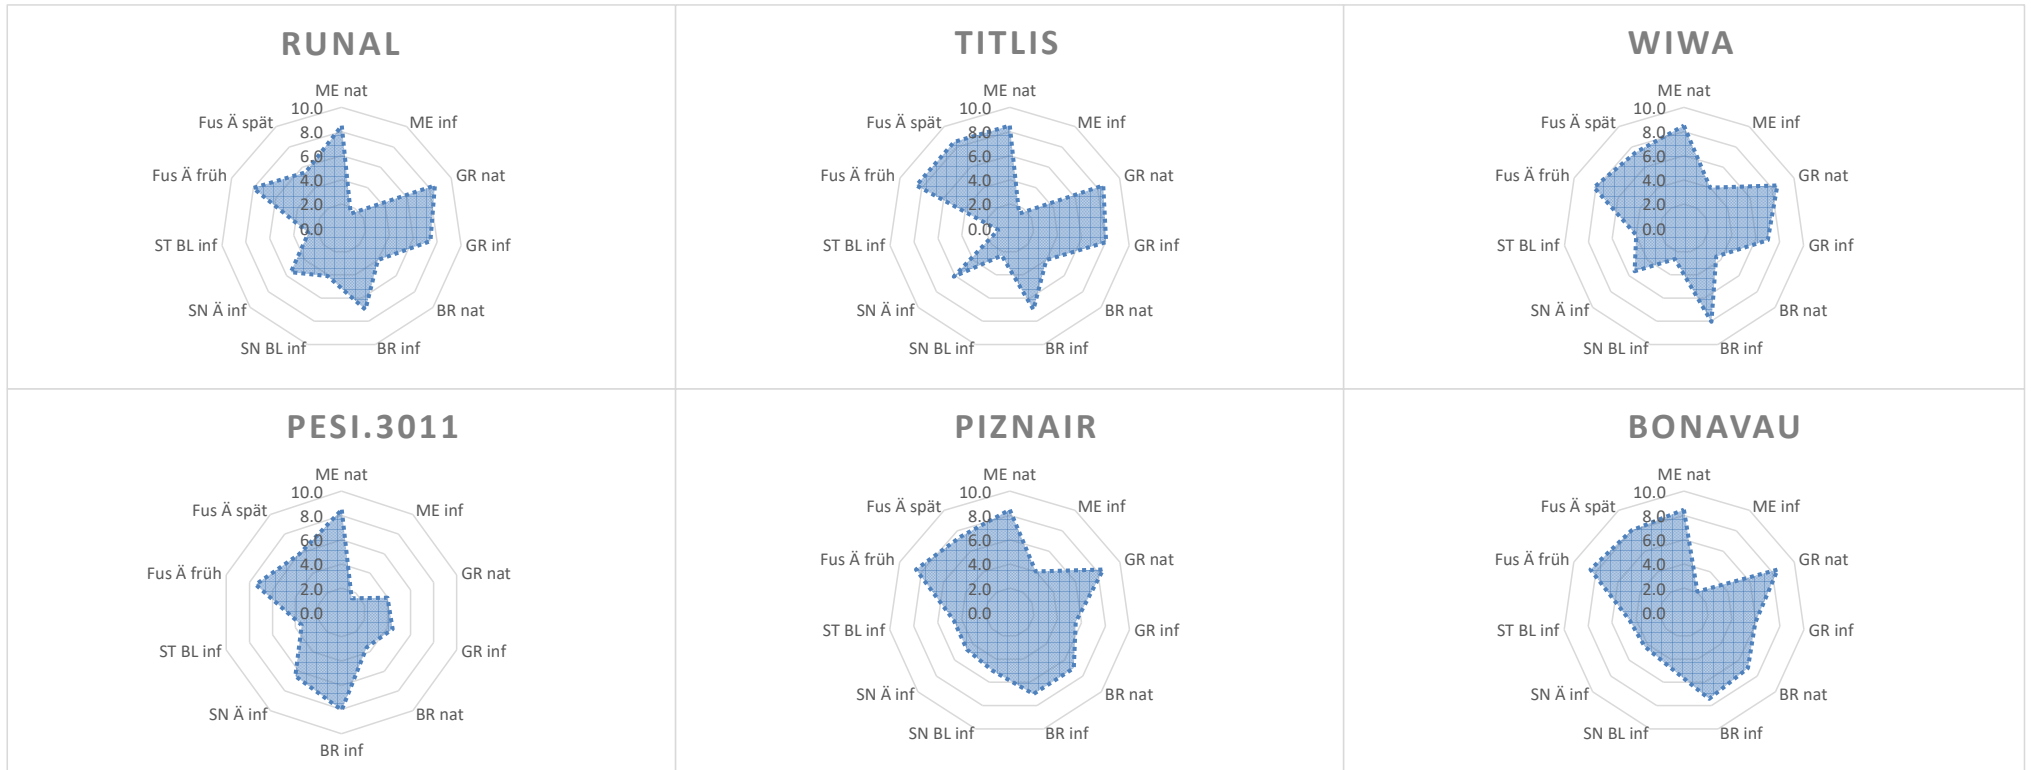 RUNAL
ME nat
10.0
8.0
6.0
4.0
2.0
0.0
ME inf
GR nat
GR inf
BR nat
BR inf
SN BL inf
SN Ä inf
ST BL inf
Fus Ä früh
Fus Ä spät
TITLIS
ME nat
10.0
8.0
6.0
4.0
2.0
0.0
ME inf
GR nat
GR inf
BR nat
BR inf
SN BL inf
SN Ä inf
ST BL inf
Fus Ä früh
Fus Ä spät
WIWA
ME nat
10.0
8.0
6.0
4.0
2.0
0.0
ME inf
GR nat
GR inf
BR nat
BR inf
SN BL inf
SN Ä inf
ST BL inf
Fus Ä früh
Fus Ä spät
PESI.3011
ME nat
10.0
8.0
6.0
4.0
2.0
0.0
ME inf
GR nat
GR inf
BR nat
BR inf
SN Ä inf
ST BL inf
Fus Ä früh
Fus Ä spät
PIZNAIR
ME nat
10.0
8.0
6.0
4.0
2.0
0.0
ME inf
GR nat
GR inf
BR nat
BR inf
SN BL inf
SN Ä inf
ST BL inf
Fus Ä früh
Fus Ä spät
BONAVAU
ME nat
10.0
8.0
6.0
4.0
2.0
0.0
ME inf
GR nat
GR inf
BR nat
BR inf
SN BL inf
SN Ä inf
ST BL inf
Fus Ä früh
Fus Ä spät